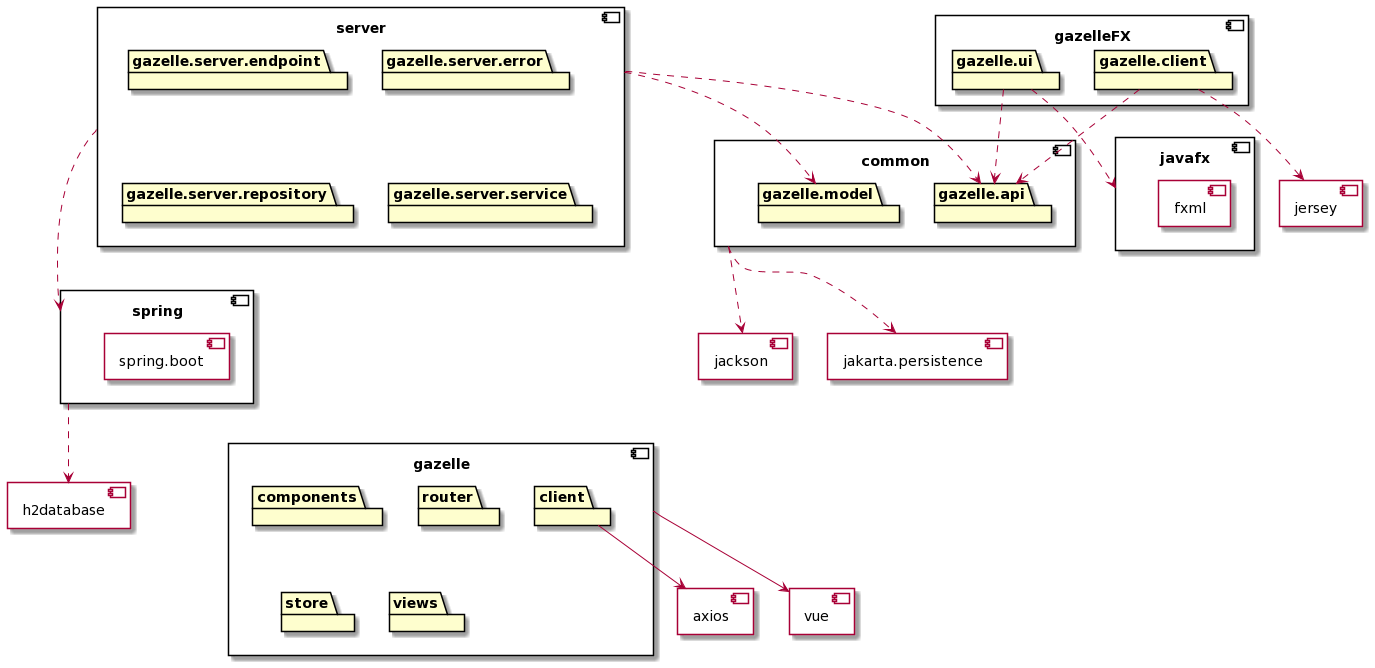 server
gazelle.server.endpoint
gazelle.server.error
gazelle.server.repository
gazelle.server.service
gazelleFX
gazelle.ui
gazelle.client
common
gazelle.model
gazelle.api
javafx
fxml
jersey
spring
spring.boot
jackson
jakarta.persistence
h2database
gazelle
components
router
client
store
views
axios
vue